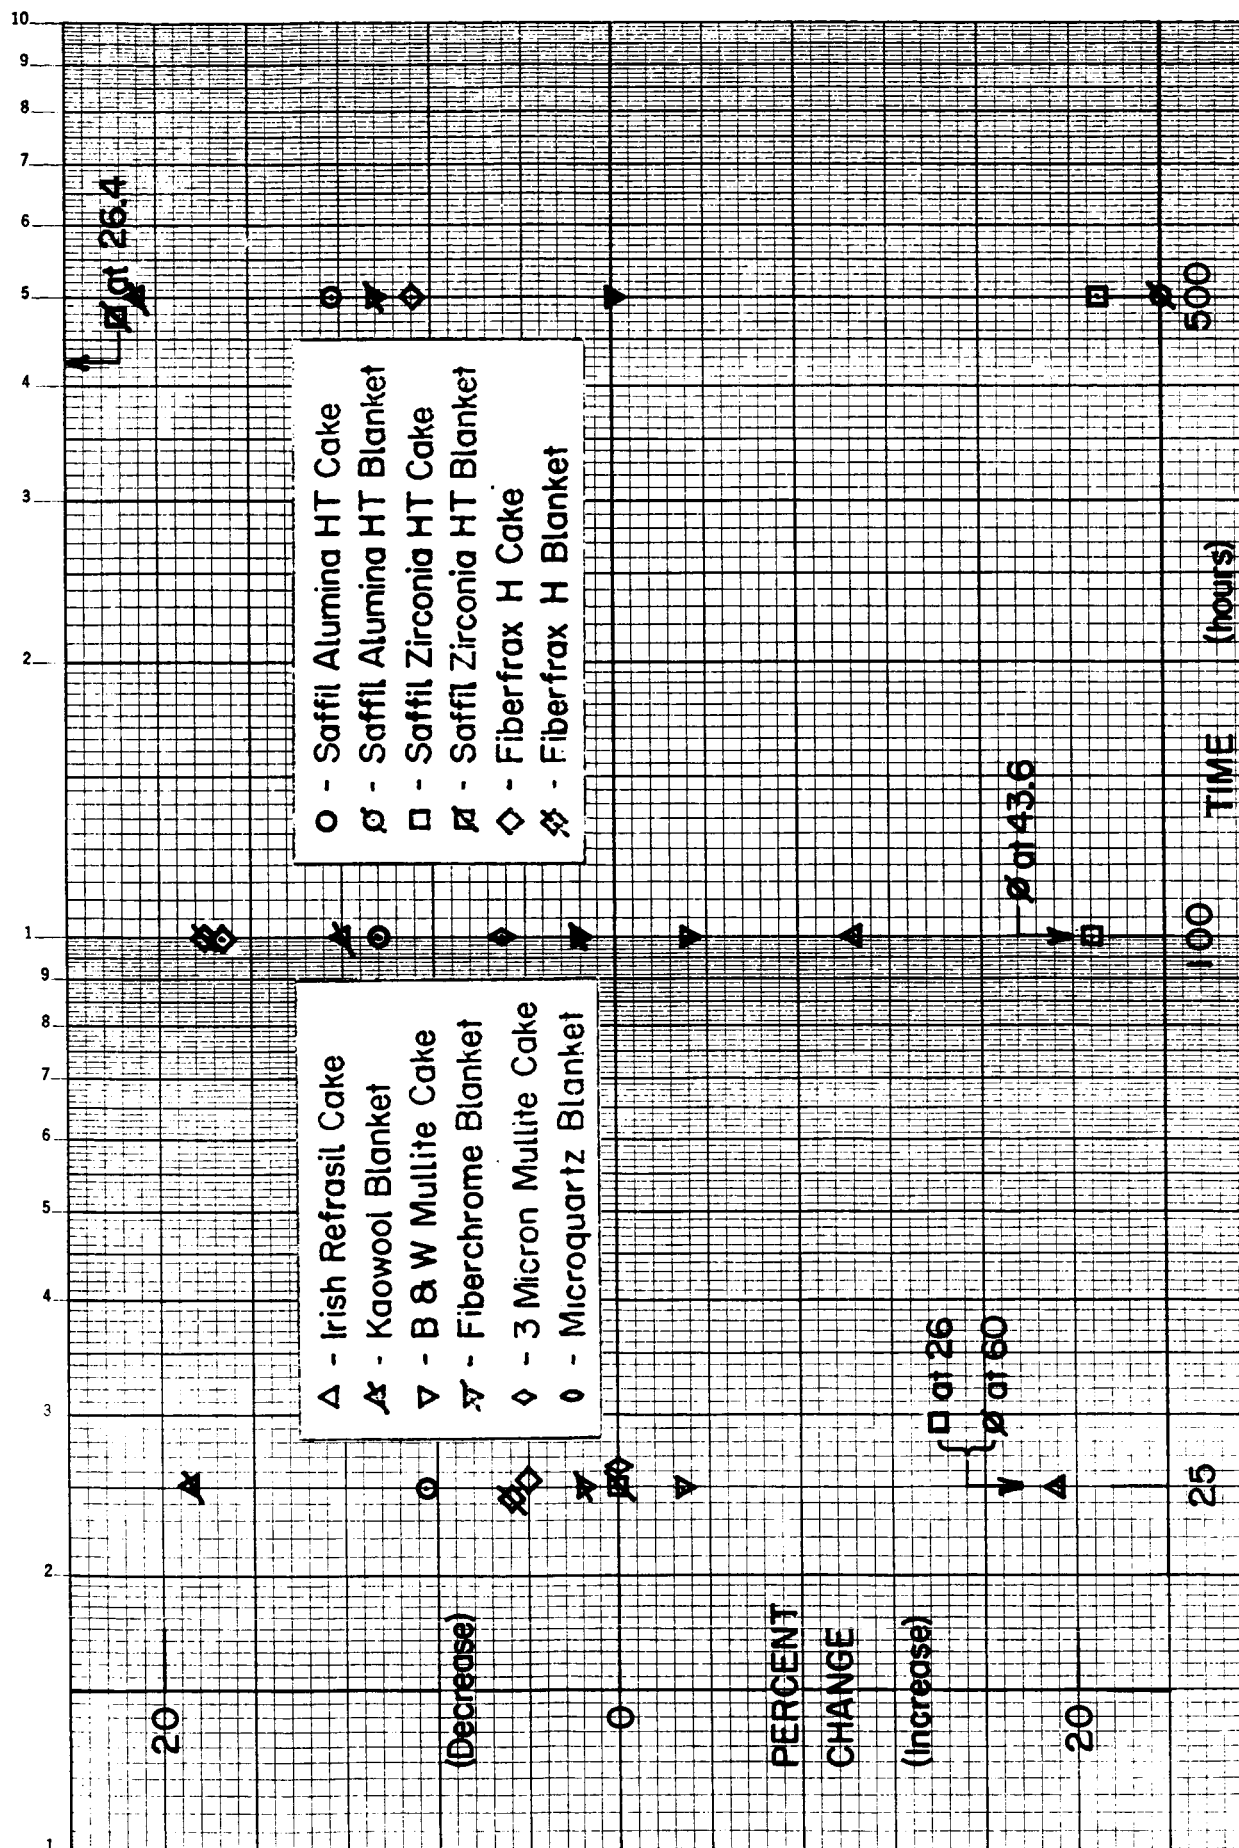 10
9
8
7
6
5
4
3
2
1
9
8
7
6
5
4
3
2
1
at 26.4
○ - Saffil Alumina HT Cake
Ø - Saffil Alumina HT Blanket
□ - Saffil Zirconia HT Cake
- Saffil Zirconia HT Blanket
◇ - Fiberfrax H Cake
- Fiberfrax H Blanket
△ - Irish Refrasil Cake
- Kaowool Blanket
▽ - B & W Mullite Cake
- Fiberchrome Blanket
◇ - 3 Micron Mullite Cake
- Microquartz Blanket
Ø at 43.6
□ at 26
Ø at 60
20
(Decrease)
0
PERCENT
CHANGE
(Increase)
20
25
100
500
TIME (hours)